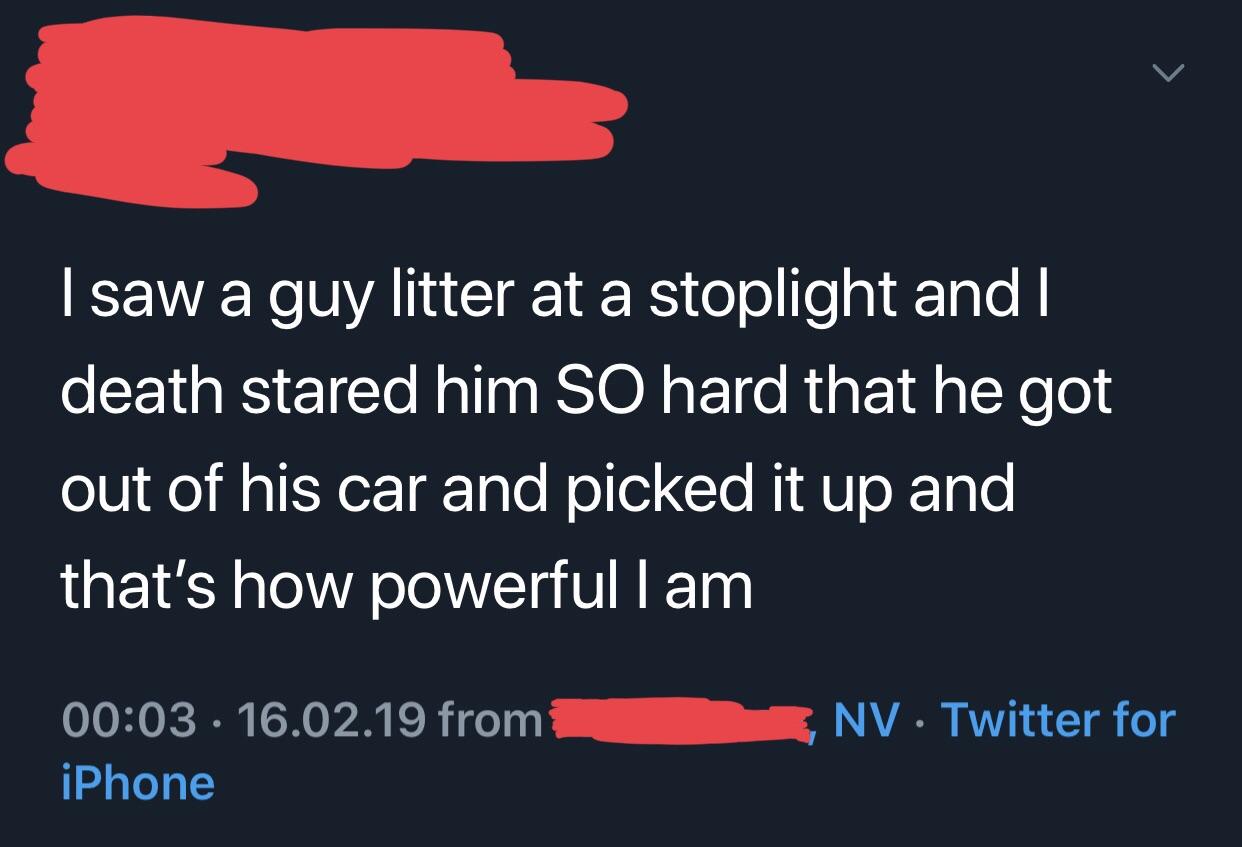 I saw a guy litter at a stoplight and I
death stared him SO hard that he got
out of his car and picked it up and
that’s how powerful I am
00:03 · 16.02.19 from , NV · Twitter for
iPhone